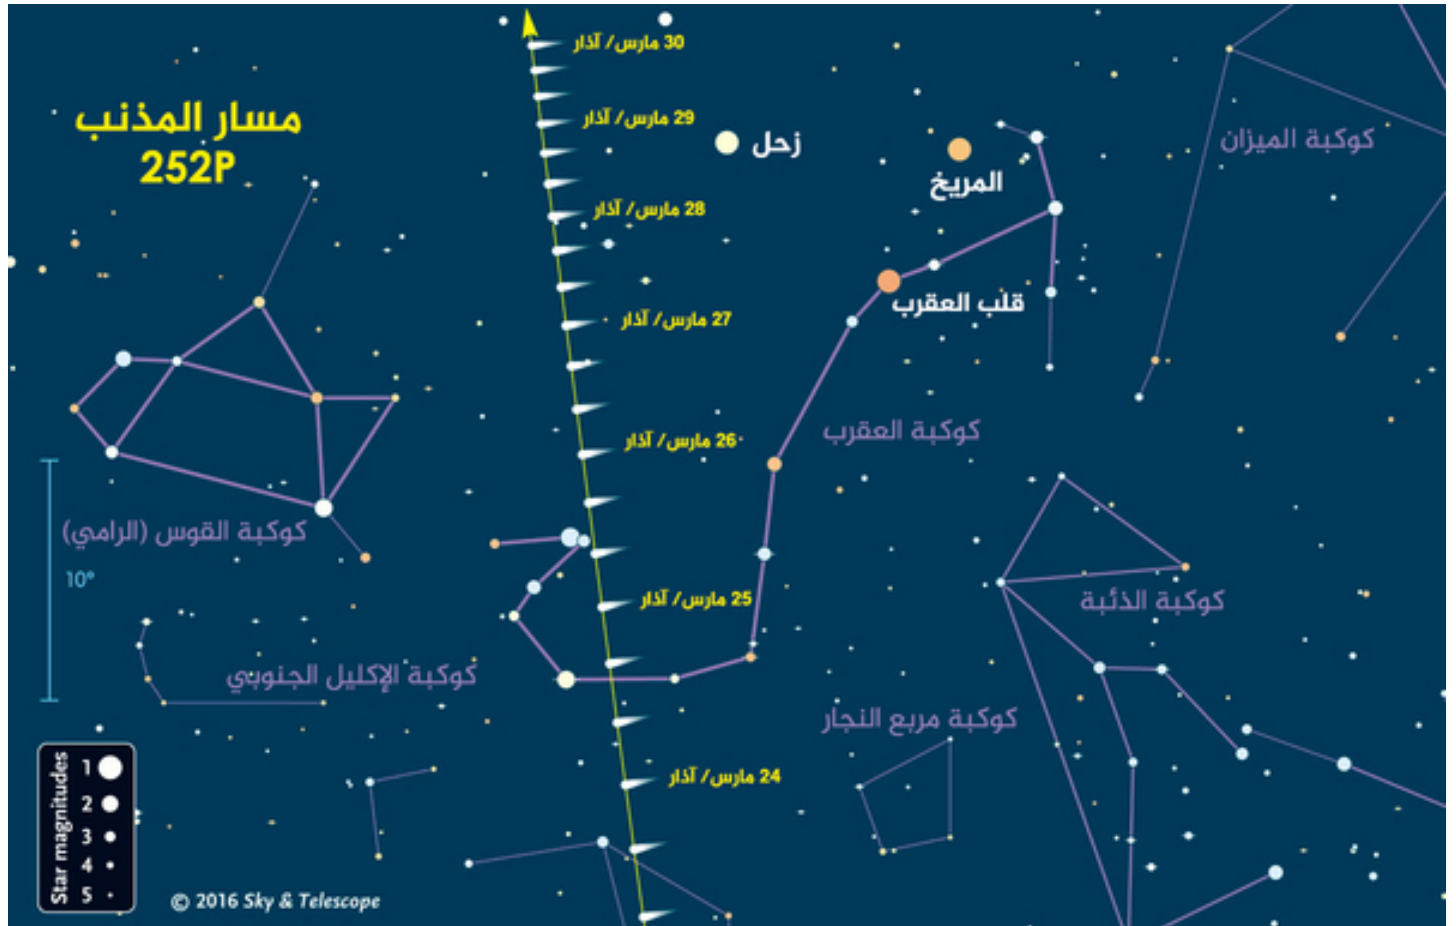 30 مارس/ آذار
مسار المذنب
252P
29 مارس/ آذار
زحل
كوكبة الميزان
المريخ
28 مارس/ آذار
قلب العقرب
27 مارس/ آذار
كوكبة العقرب
26 مارس/ آذار
كوكبة القوس (الرامي)
10°
25 مارس/ آذار
كوكبة الذئبة
كوكبة الإكليل الجنوبي
كوكبة مربع النجار
24 مارس/ آذار
Star magnitudes
1
2
3
4
5
© 2016 Sky & Telescope